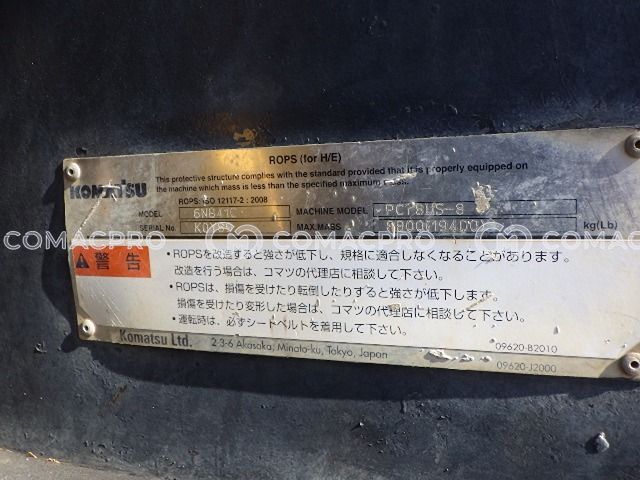 ROPS (for H/E)
This protective structure complies with the standard provided that it is properly equipped on
the machine which mass is less than the specified maximum mass.
KOMATSU
ROPS: ISO 12117-2 : 2008
MODEL 6NB41C MACHINE MODEL PC78US-8
SERIAL No. MAX.MASS 8800(19400) kg(Lb)
警告
・ROPSを改造すると強さが低下し、規格に適合しなくなることがあります。
改造を行う場合は、コマツの代理店に相談して下さい。
・ROPSは、損傷を受けたり転倒したりすると強さが低下します。
損傷を受けたり変形した場合は、コマツの代理店に相談して下さい。
・運転時は、必ずシートベルトを着用して下さい。
Komatsu Ltd. 2-3-6 Akasaka, Minato-ku, Tokyo, Japan
09620-B2010
09620-J2000
COMACPRO COMACPRO COMACPRO